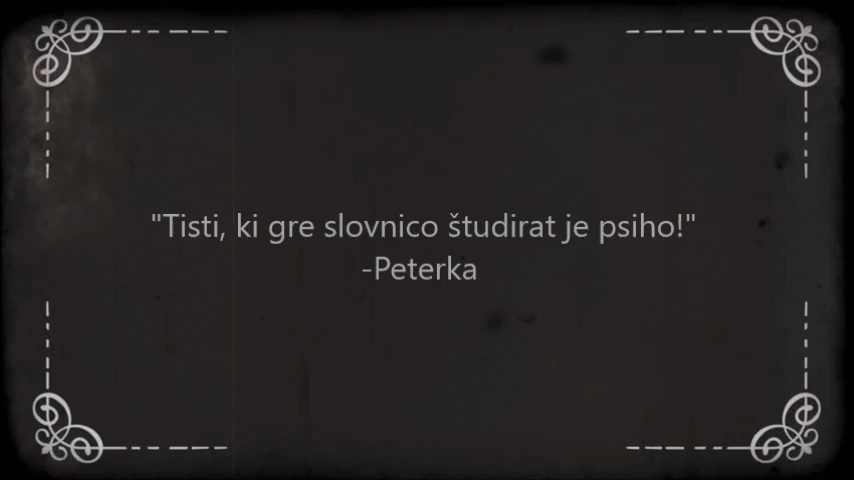 "Tisti, ki gre slovnico študirat je psiho!"
-Peterka